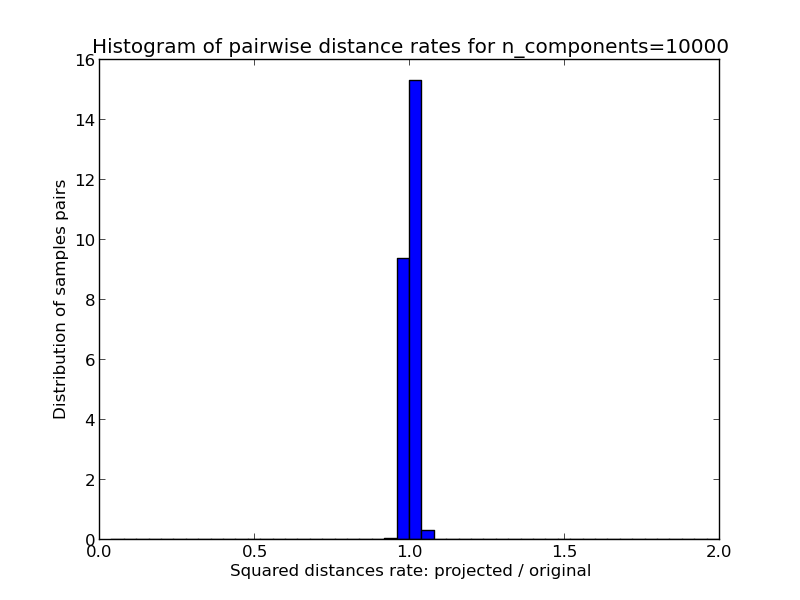 Histogram of pairwise distance rates for n_components=10000
16
14
12
10
8
6
4
2
0
Distribution of samples pairs
0.0 0.5 1.0 1.5 2.0
Squared distances rate: projected / original